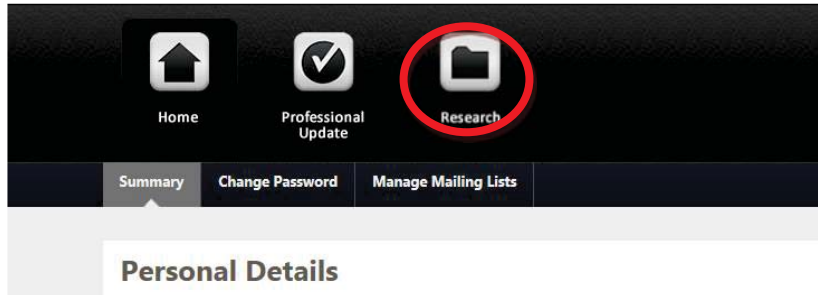 Home
Professional
Update
Research
Summary
Change Password
Manage Mailing Lists
Personal Details